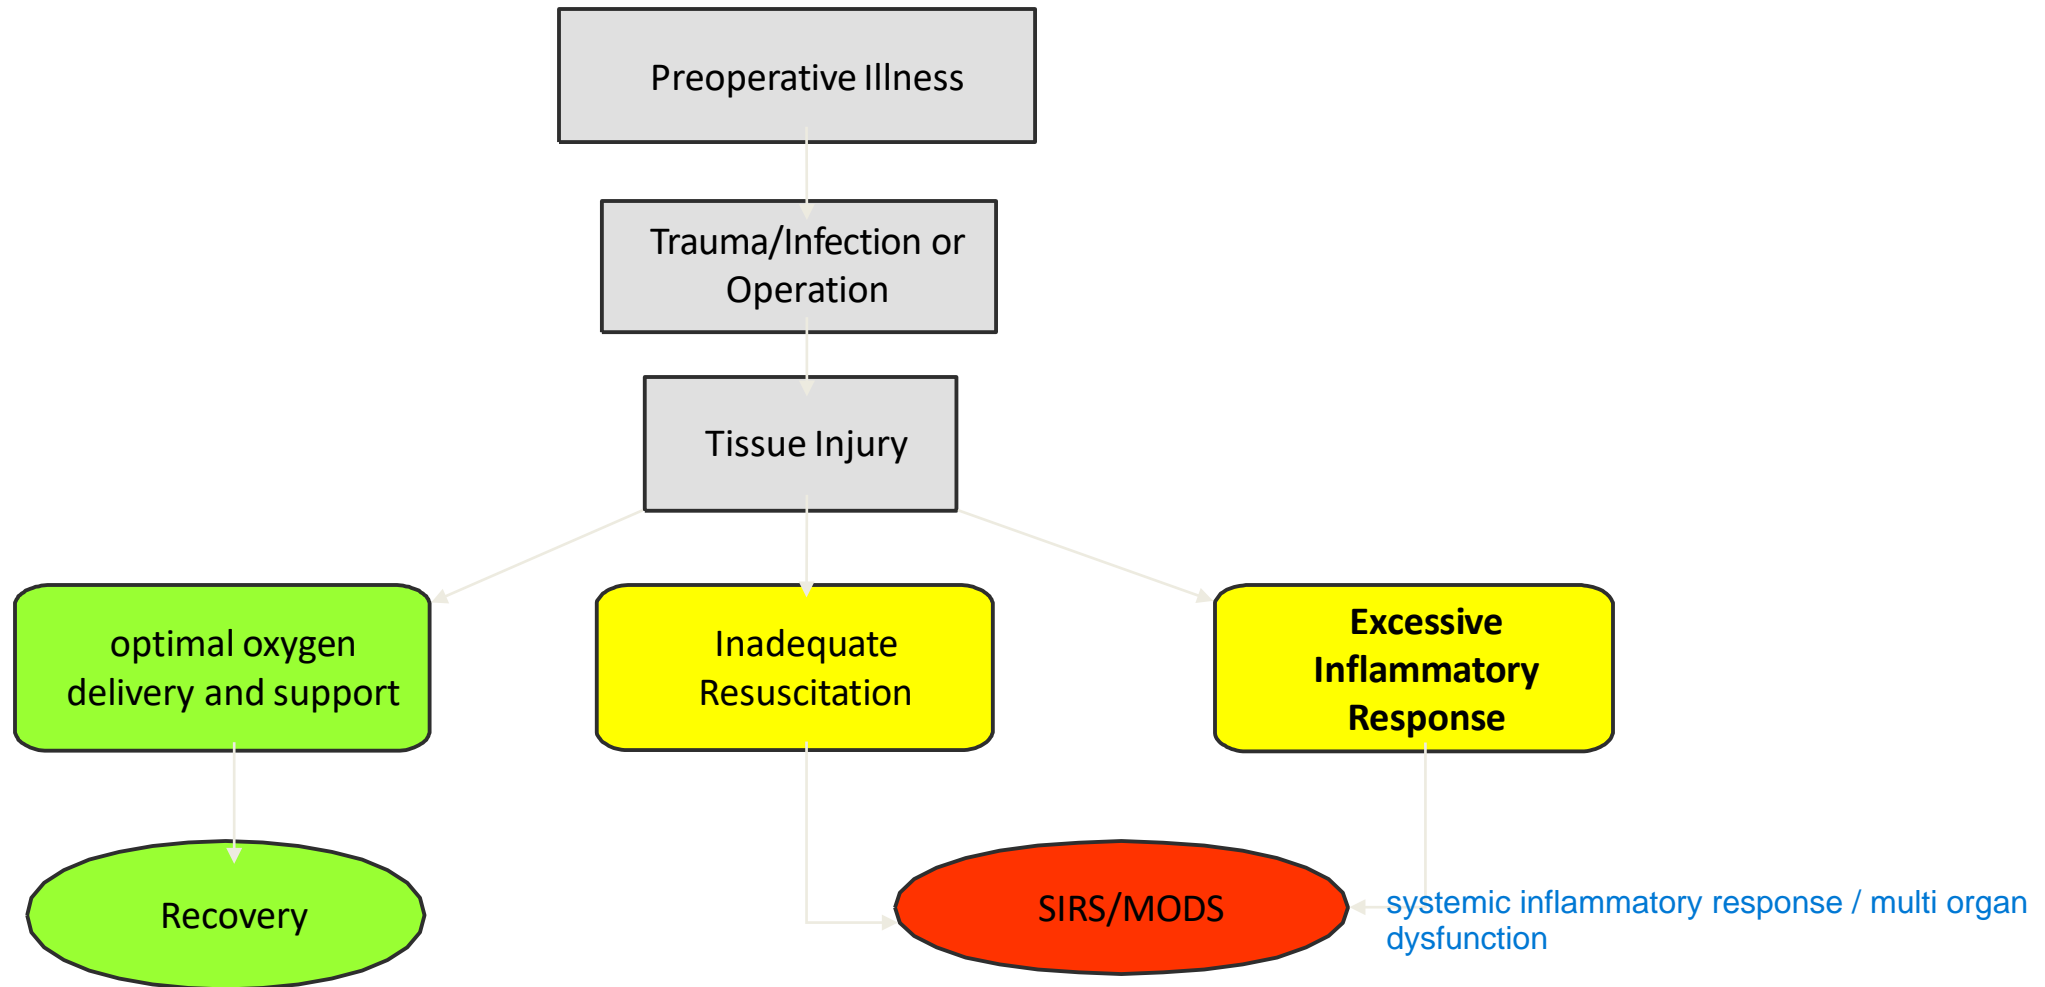 Preoperative Illness
Trauma/Infection or
Operation
Tissue Injury
optimal oxygen
delivery and support
Inadequate
Resuscitation
Excessive
Inflammatory
Response
Recovery
SIRS/MODS
systemic inflammatory response / multi organ
dysfunction